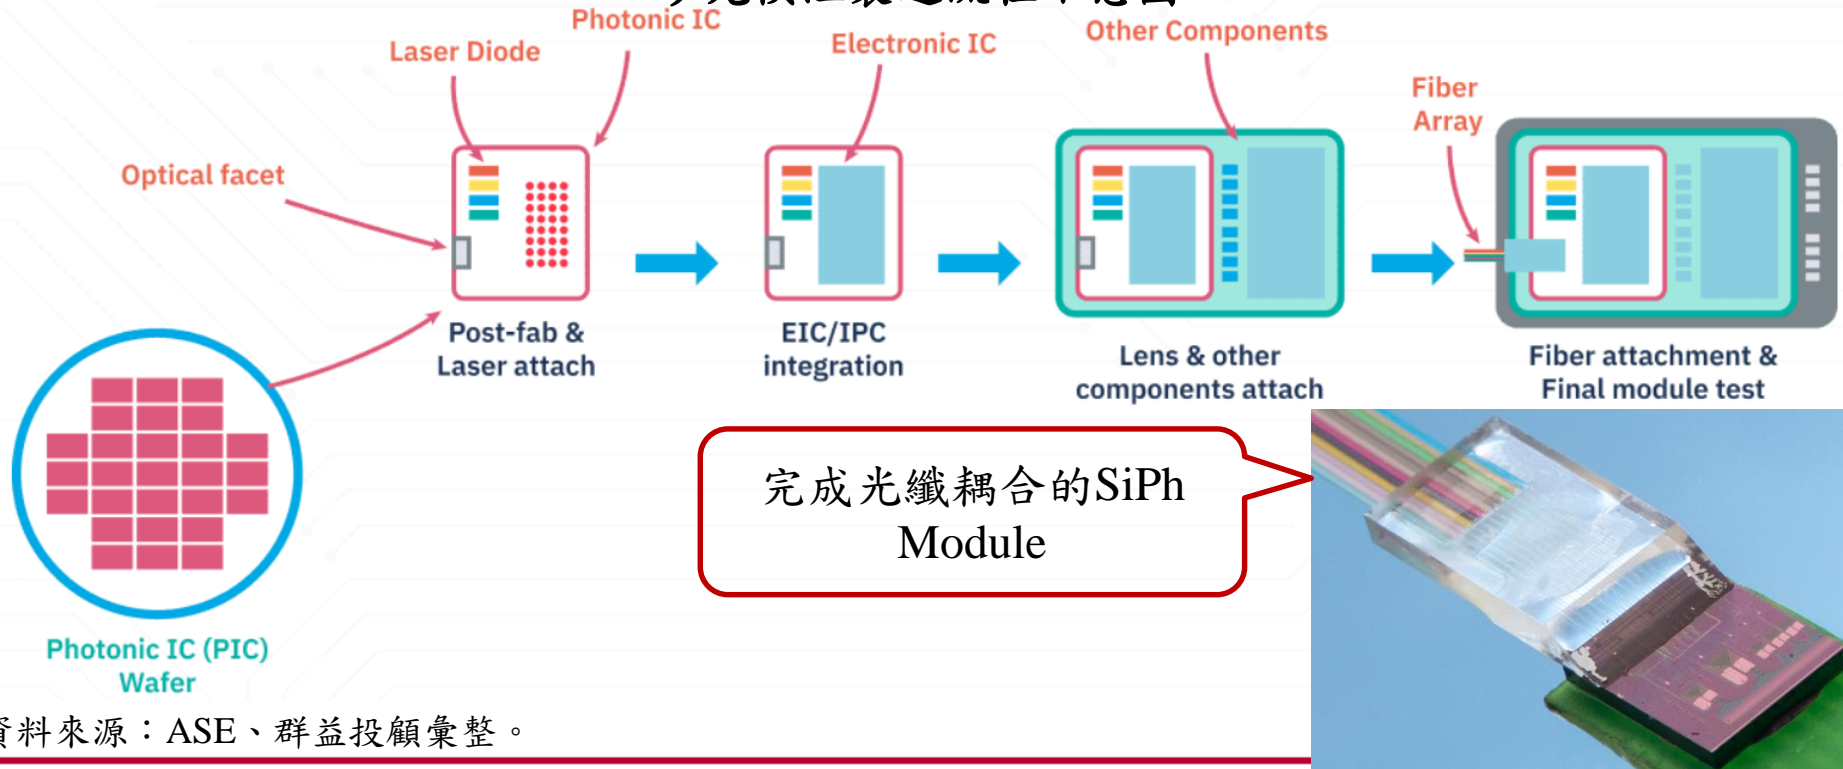 Photonic IC
Laser Diode
Electronic IC
Other Components
Fiber
Array
Optical facet
Post-fab &
Laser attach
EIC/IPC
integration
Lens & other
components attach
Fiber attachment &
Final module test
完成光纖耦合的SiPh
Module
Photonic IC (PIC)
Wafer
資料來源：ASE、群益投顧彙整。